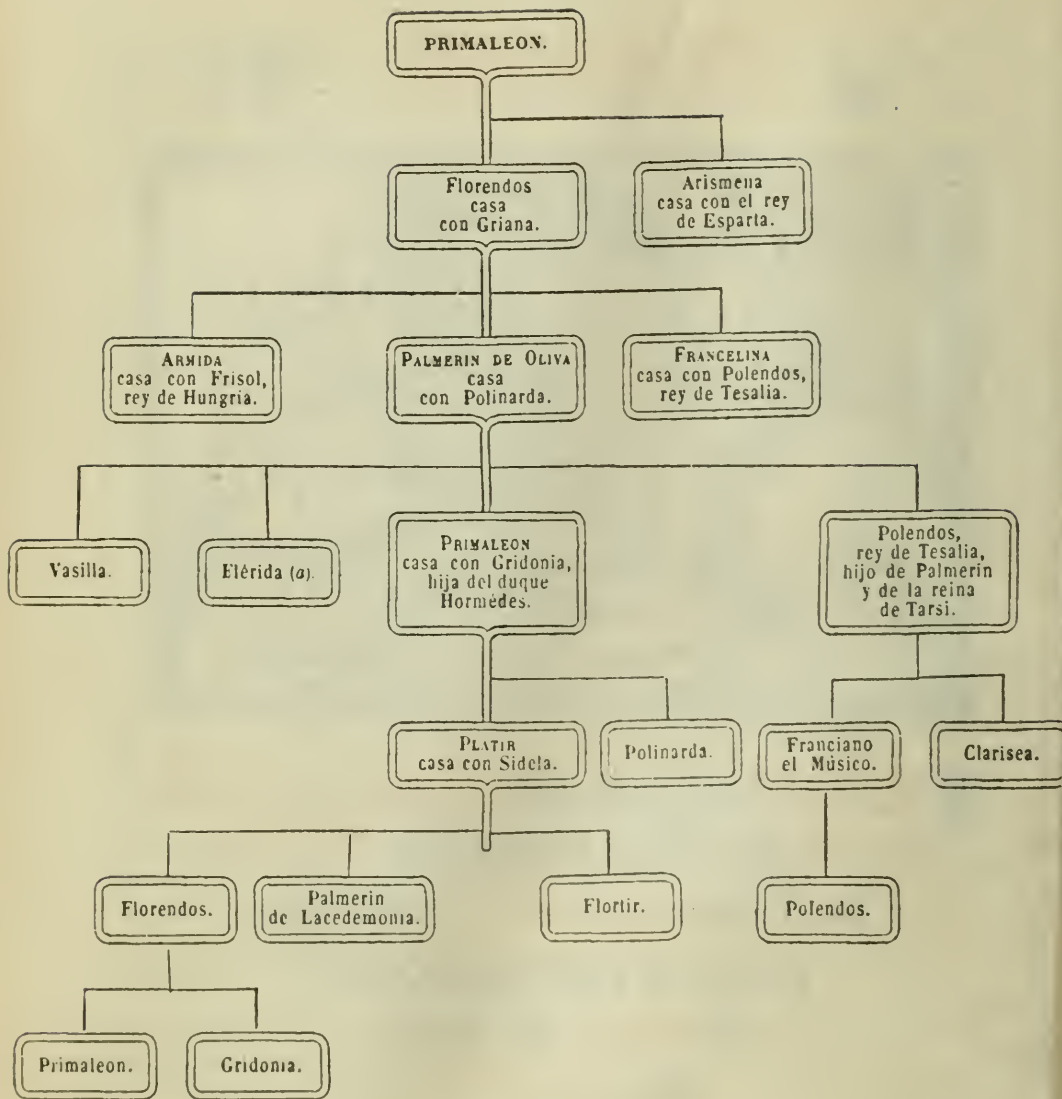 PRIMALEON.
Florendos
casa
con Griana.
Arismena
casa con el rey
de Esparta.
ARMIDA
casa con Frisol,
rey de Hungria.
PALMERIN DE OLIVA
casa
con Polinarda.
FRANCELINA
casa con Polendos,
rey de Tesalia.
Vasilla.
Flérida (a).
PRIMALEON
casa con Gridonia,
hija del duque
Hormédes.
Polendos,
rey de Tesalia,
hijo de Palmerin
y de la reina
de Tarsi.
PLATIR
casa con Sidela.
Polinarda.
Franciano
el Músico.
Clarisea.
Florendos.
Palmerin
de Lacedemonia.
Flortir.
Polendos.
Primaleon.
Gridonia.